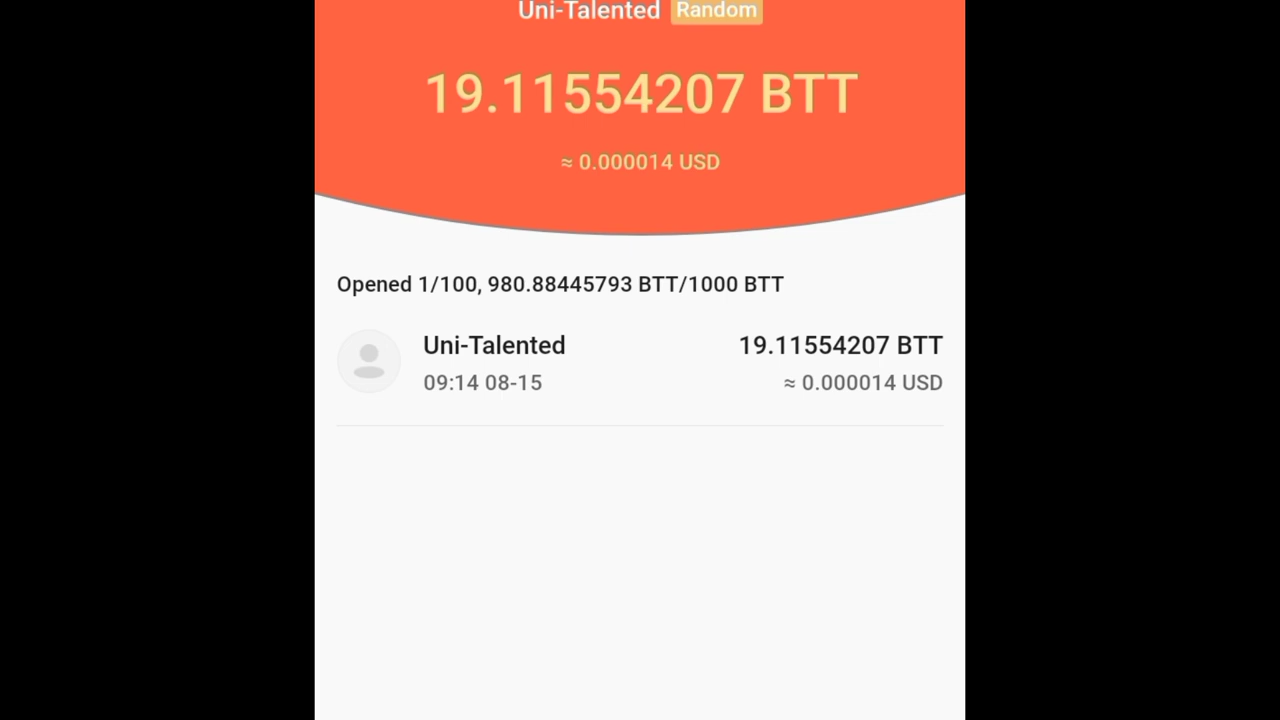 Uni-Talented Random
19.11554207 BTT
≈ 0.000014 USD
Opened 1/100, 980.88445793 BTT/1000 BTT
Uni-Talented 19.11554207 BTT
09:14 08-15 ≈ 0.000014 USD